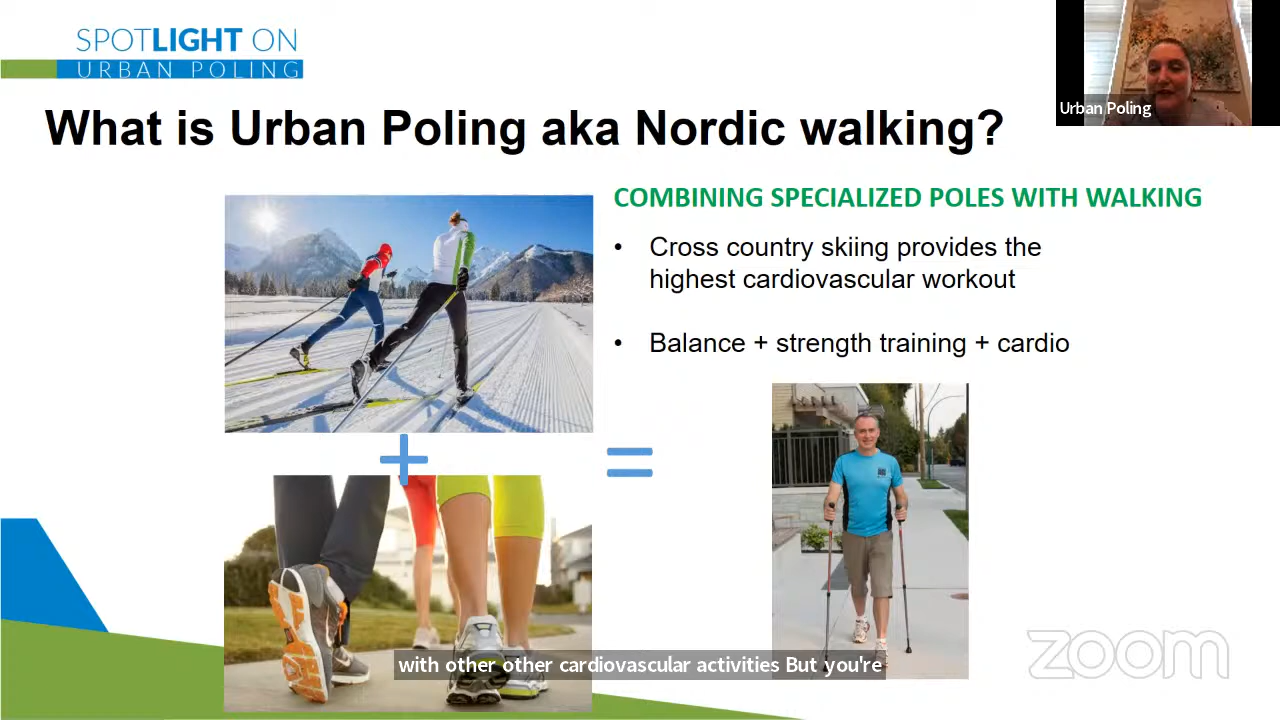 SPOTLIGHT ON
URBAN POLING
Urban Poling
What is Urban Poling aka Nordic walking?
COMBINING SPECIALIZED POLES WITH WALKING
• Cross country skiing provides the
highest cardiovascular workout
• Balance + strength training + cardio
+
=
with other other cardiovascular activities But you're
zoom